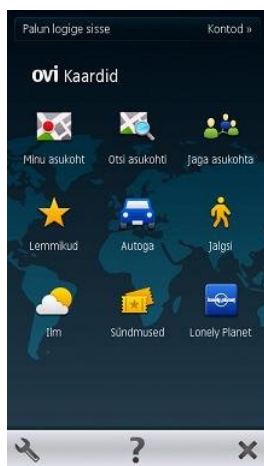 Palun logige sisse Kontod »
ovi Kaardid
Minu asukoht Otsi asukohti Jaga asukohta
Lemmikud Autoga Jalgsi
Ilm Sündmused Lonely Planet
?